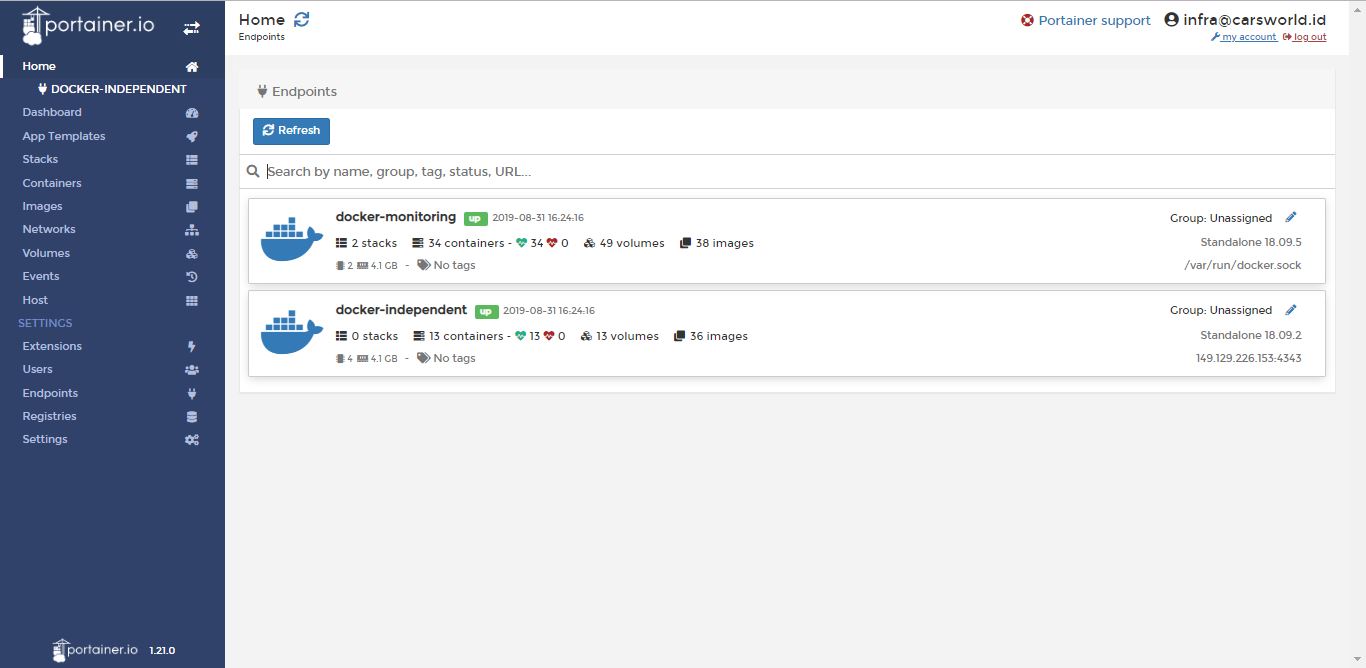 portainer.io
Home
DOCKER-INDEPENDENT
Dashboard
App Templates
Stacks
Containers
Images
Networks
Volumes
Events
Host
SETTINGS
Extensions
Users
Endpoints
Registries
Settings
portainer.io 1.21.0
Home
Endpoints
Portainer support infra@carsworld.id
my account log out
Endpoints
Refresh
Search by name, group, tag, status, URL...
docker-monitoring up 2019-08-31 16:24:16 Group: Unassigned
2 stacks 34 containers - 34 0 49 volumes 38 images Standalone 18.09.5
2 4.1 GB - No tags /var/run/docker.sock
docker-independent up 2019-08-31 16:24:16 Group: Unassigned
0 stacks 13 containers - 13 0 13 volumes 36 images Standalone 18.09.2
4 4.1 GB - No tags 149.129.226.153:4343